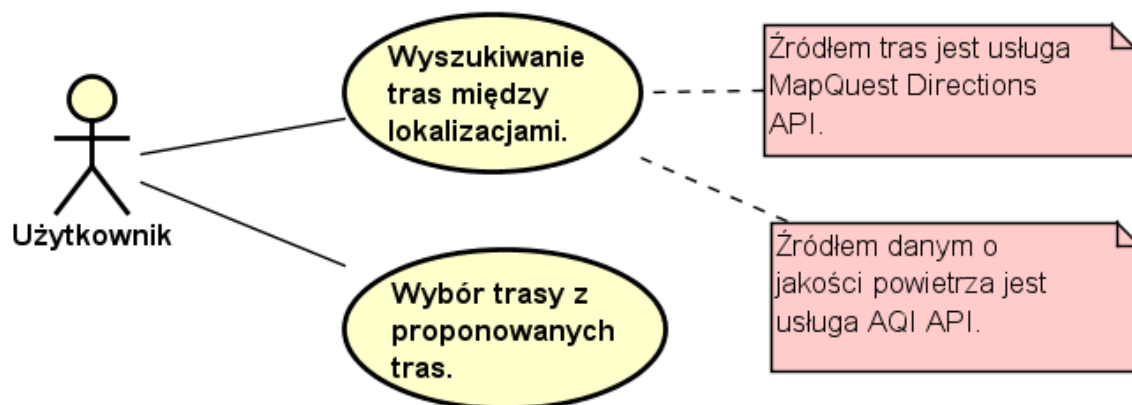 Wyszukiwanie
tras między
lokalizacjami.
Źródłem tras jest usługa
MapQuest Directions
API.
Użytkownik
Wybór trasy z
proponowanych
tras.
Źródłem danym o
jakości powietrza jest
usługa AQI API.